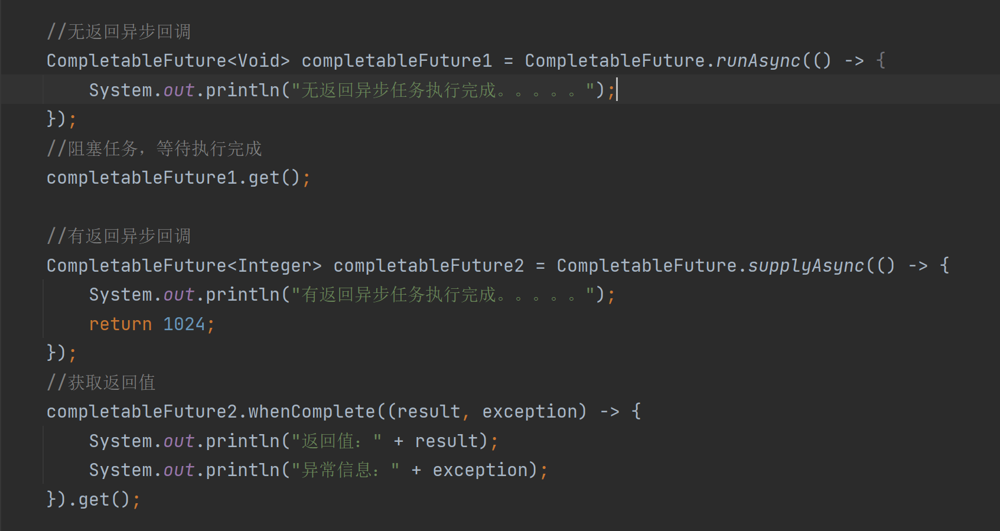 //无返回异步回调
CompletableFuture<Void> completableFuture1 = CompletableFuture.runAsync(() -> {
    System.out.println("无返回异步任务执行完成。。。。。");
});
//阻塞任务，等待执行完成
completableFuture1.get();

//有返回异步回调
CompletableFuture<Integer> completableFuture2 = CompletableFuture.supplyAsync(() -> {
    System.out.println("有返回异步任务执行完成。。。。。");
    return 1024;
});
//获取返回值
completableFuture2.whenComplete((result, exception) -> {
    System.out.println("返回值：" + result);
    System.out.println("异常信息：" + exception);
}).get();